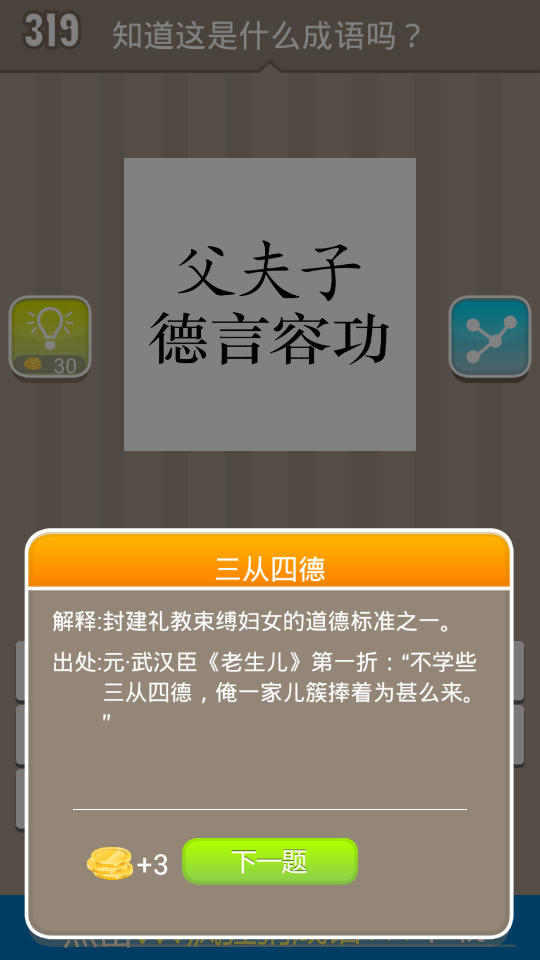 319
知道这是什么成语吗？
父夫子
德言容功
30
三从四德
解释:封建礼教束缚妇女的道德标准之一。
出处:元·武汉臣《老生儿》第一折：“不学些
三从四德，俺一家儿簇捧着为甚么来。
”
+3
下一题